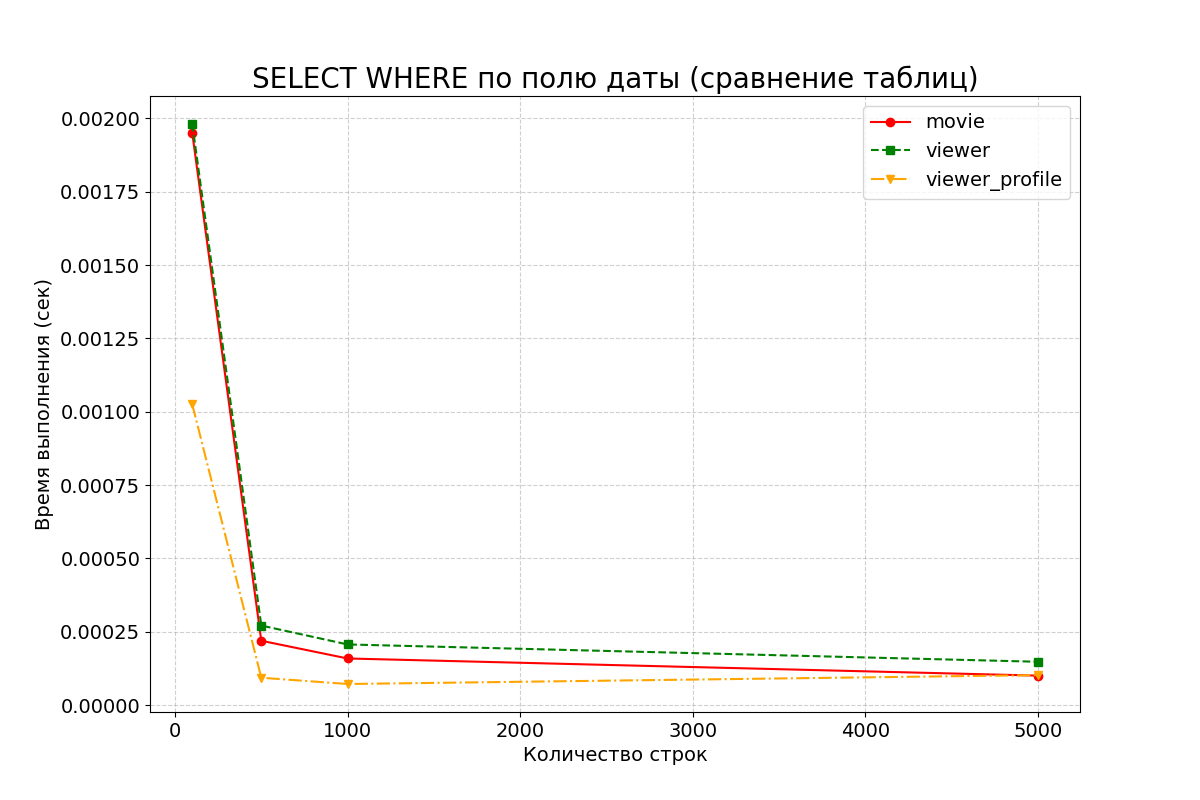 SELECT WHERE по полю даты (сравнение таблиц)
movie
viewer
viewer_profile
Время выполнения (сек)
0.00200
0.00175
0.00150
0.00125
0.00100
0.00075
0.00050
0.00025
0.00000
0 1000 2000 3000 4000 5000
Количество строк